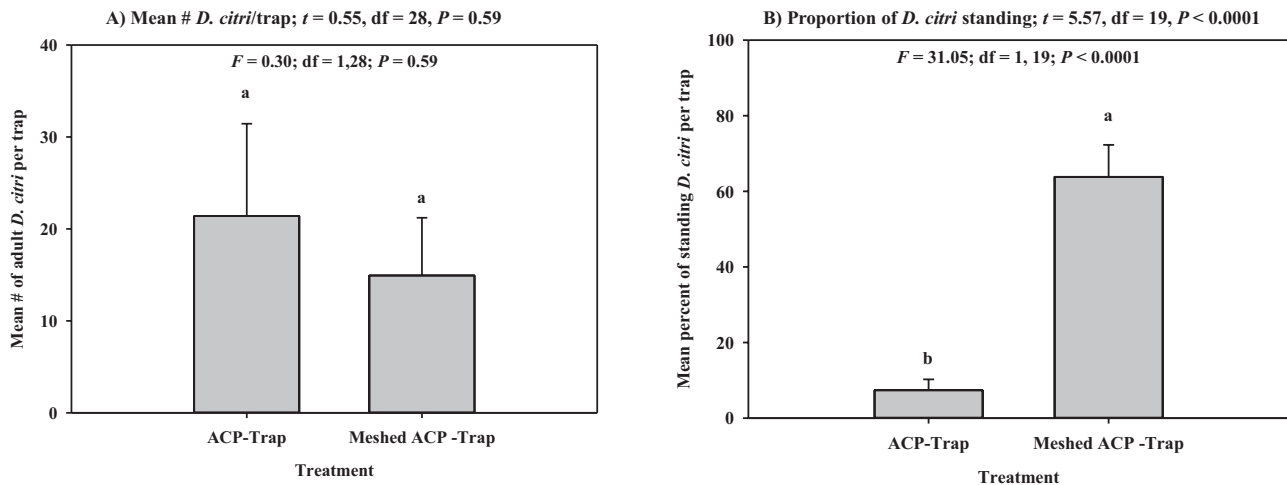 A) Mean # D. citri/trap; t = 0.55, df = 28, P = 0.59
F = 0.30; df = 1,28; P = 0.59
Mean # of adult D. citri per trap
40
30
20
10
0
a
a
ACP-Trap
Meshed ACP -Trap
Treatment
B) Proportion of D. citri standing; t = 5.57, df = 19, P < 0.0001
F = 31.05; df = 1, 19; P < 0.0001
Mean percent of standing D. citri per trap
100
80
60
40
20
0
b
a
ACP-Trap
Meshed ACP -Trap
Treatment